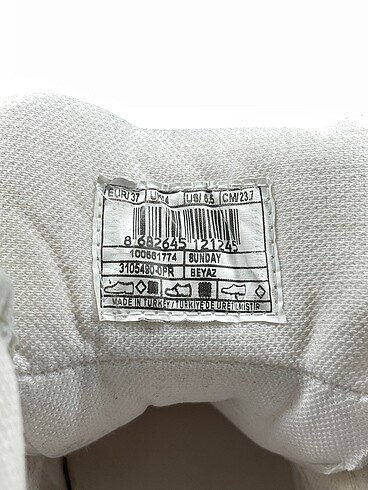 EUR/37 UK/4 US/6.5 CM/23.7
8 682645 121245
100661774 SUNDAY
3105490-0PR BEYAZ
MADE IN TURKEY/TÜRKİYE'DE ÜRETİLMİŞTİR